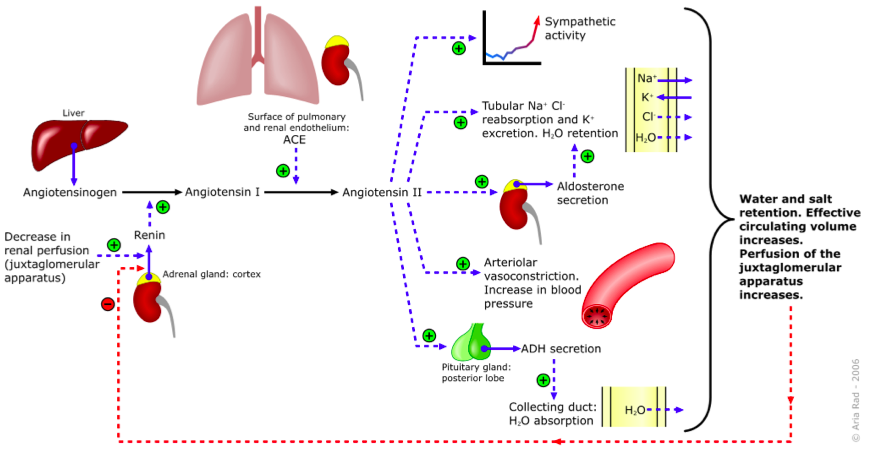 Liver
Angiotensinogen
Decrease in
renal perfusion
(juxtaglomerular
apparatus)
+
Renin
+
Adrenal gland: cortex
−
Angiotensin I
Surface of pulmonary
and renal endothelium:
ACE
+
Angiotensin II
+
Sympathetic
activity
+
Tubular Na⁺ Cl⁻
reabsorption and K⁺
excretion. H₂O retention
+
+
Aldosterone
secretion
Na⁺
K⁺
Cl⁻
H₂O
+
Arteriolar
vasoconstriction.
Increase in blood
pressure
+
Pituitary gland:
posterior lobe
ADH secretion
+
Collecting duct:
H₂O absorption
H₂O
Water and salt
retention. Effective
circulating volume
increases.
Perfusion of the
juxtaglomerular
apparatus
increases.
© Aria Rad - 2006